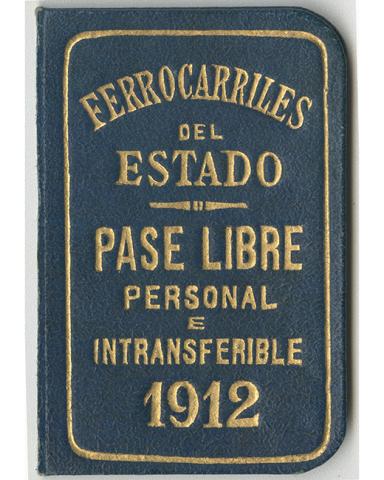 FERROCARRILES
DEL
ESTADO
PASE LIBRE
PERSONAL
E
INTRANSFERIBLE
1912